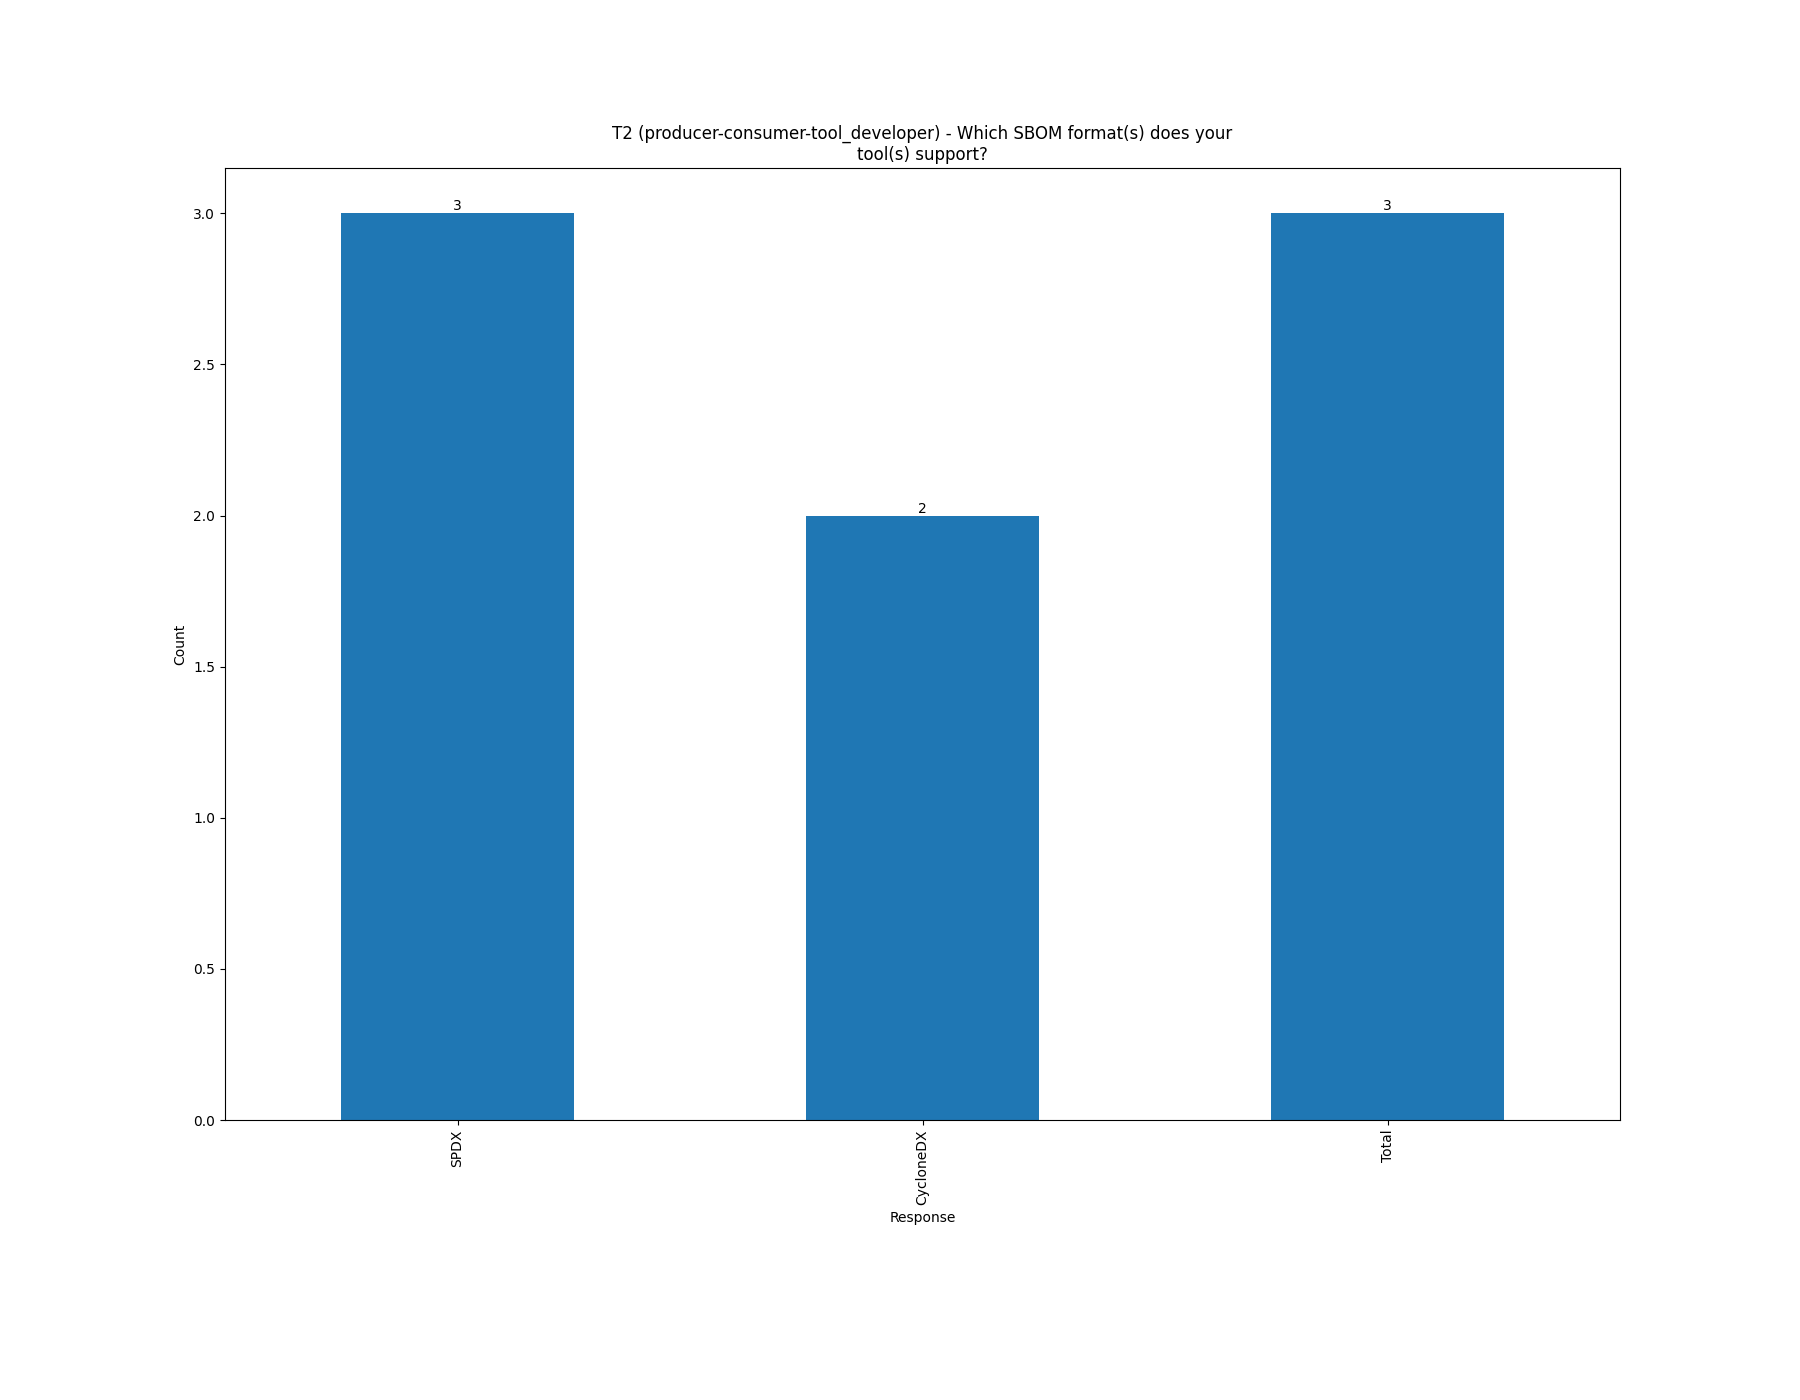 T2 (producer-consumer-tool_developer) - Which SBOM format(s) does your
tool(s) support?
3
3
3.0
2.5
2
2.0
1.5
1.0
0.5
0.0
Count
SPDX
CycloneDX
Total
Response